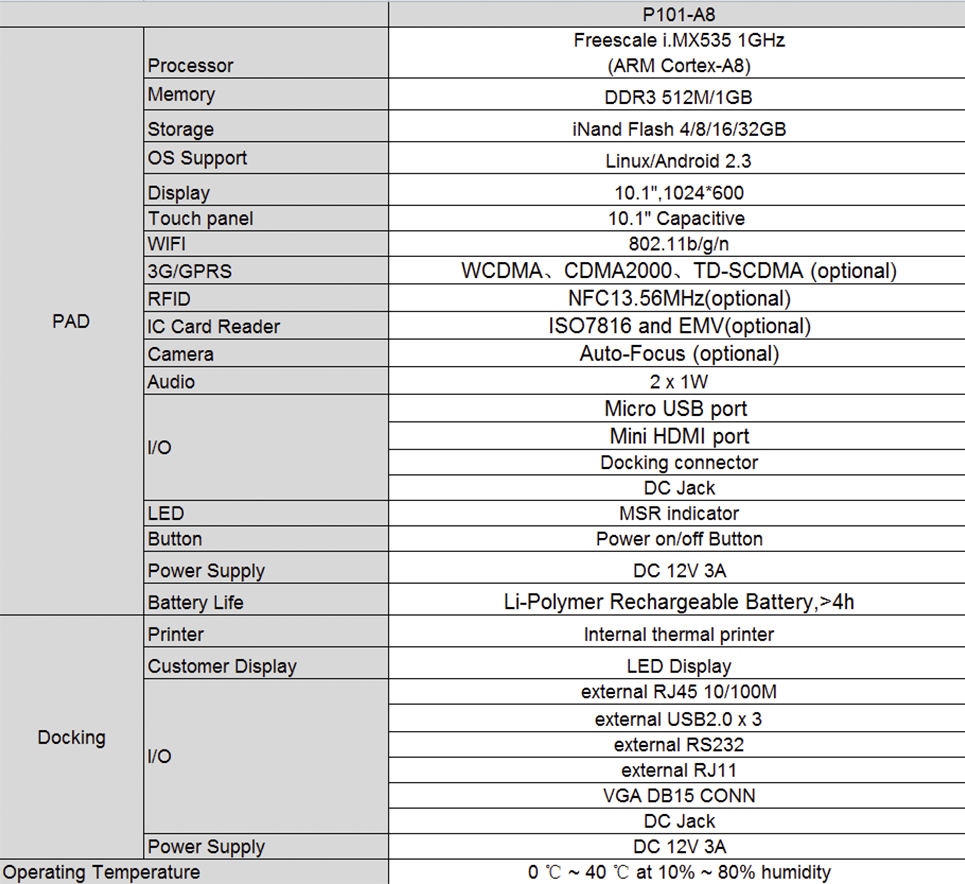 P101-A8
PAD
Processor
Freescale i.MX535 1GHz
(ARM Cortex-A8)
Memory
DDR3 512M/1GB
Storage
iNand Flash 4/8/16/32GB
OS Support
Linux/Android 2.3
Display
10.1",1024*600
Touch panel
10.1" Capacitive
WIFI
802.11b/g/n
3G/GPRS
WCDMA、CDMA2000、TD-SCDMA (optional)
RFID
NFC13.56MHz(optional)
IC Card Reader
ISO7816 and EMV(optional)
Camera
Auto-Focus (optional)
Audio
2 x 1W
I/O
Micro USB port
Mini HDMI port
Docking connector
DC Jack
LED
MSR indicator
Button
Power on/off Button
Power Supply
DC 12V 3A
Battery Life
Li-Polymer Rechargeable Battery,>4h
Docking
Printer
Internal thermal printer
Customer Display
LED Display
I/O
external RJ45 10/100M
external USB2.0 x 3
external RS232
external RJ11
VGA DB15 CONN
DC Jack
Power Supply
DC 12V 3A
Operating Temperature
0 ℃ ~ 40 ℃ at 10% ~ 80% humidity